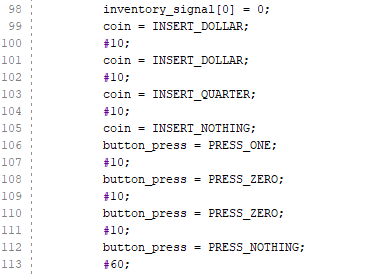 98 inventory_signal[0] = 0;
99 coin = INSERT_DOLLAR;
100 #10;
101 coin = INSERT_DOLLAR;
102 #10;
103 coin = INSERT_QUARTER;
104 #10;
105 coin = INSERT_NOTHING;
106 button_press = PRESS_ONE;
107 #10;
108 button_press = PRESS_ZERO;
109 #10;
110 button_press = PRESS_ZERO;
111 #10;
112 button_press = PRESS_NOTHING;
113 #60;